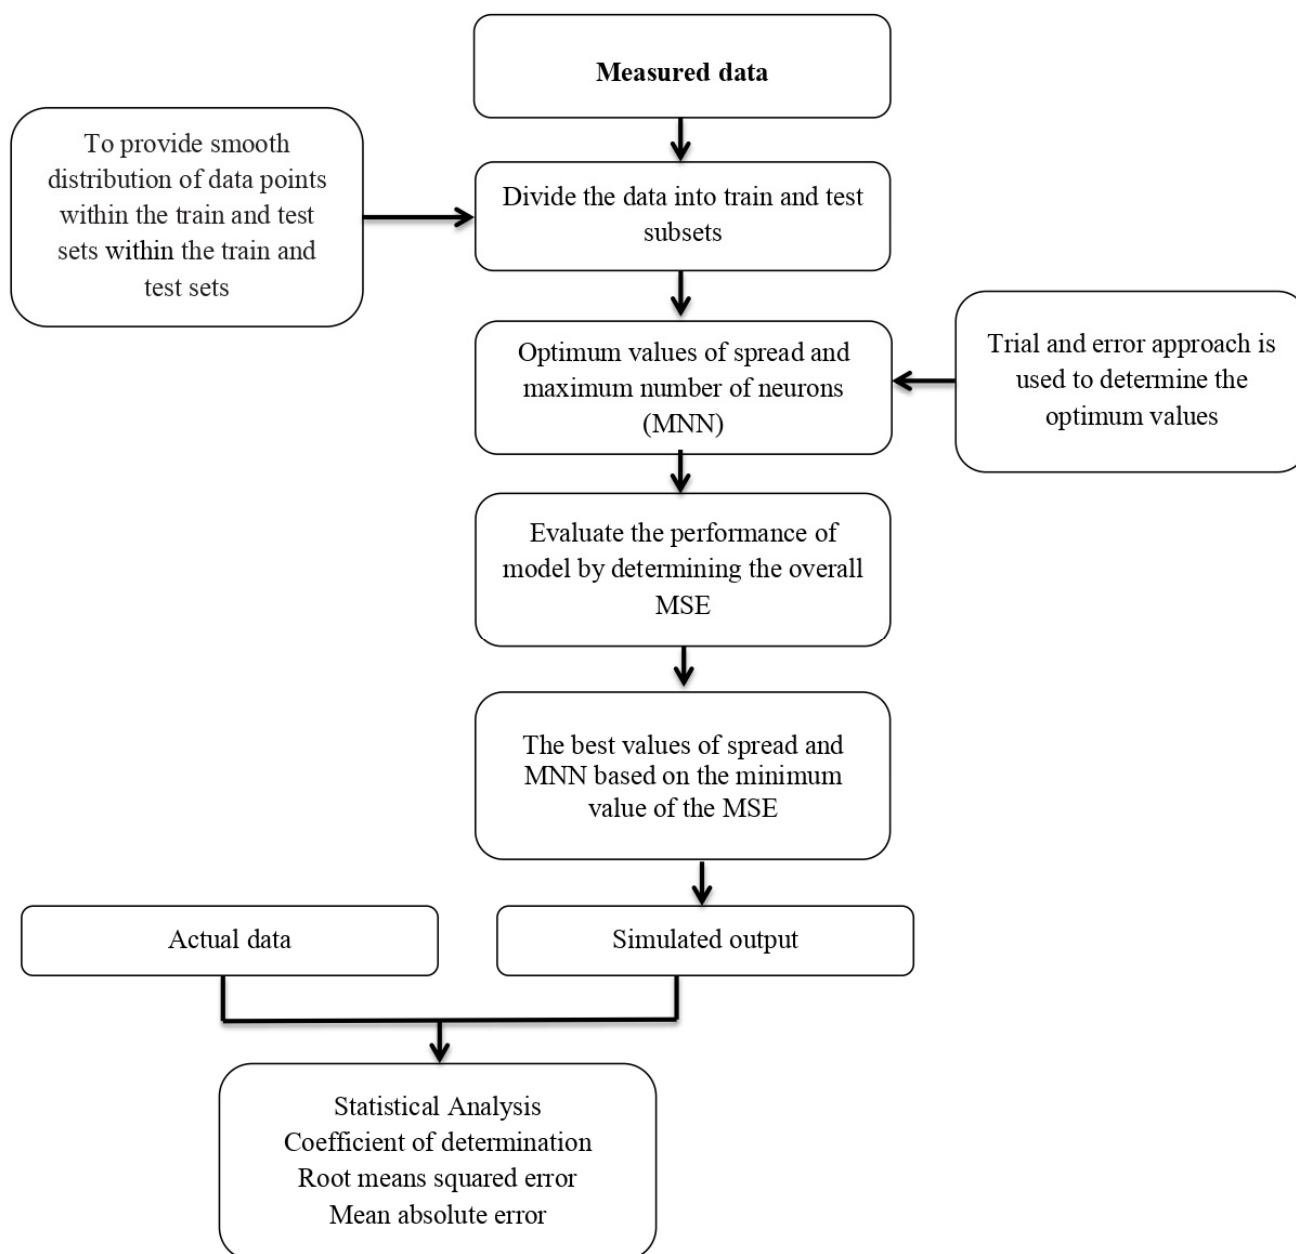 Measured data
To provide smooth
distribution of data points
within the train and test
sets within the train and
test sets
Divide the data into train and test
subsets
Optimum values of spread and
maximum number of neurons
(MNN)
Trial and error approach is
used to determine the
optimum values
Evaluate the performance of
model by determining the overall
MSE
The best values of spread and
MNN based on the minimum
value of the MSE
Actual data
Simulated output
Statistical Analysis
Coefficient of determination
Root means squared error
Mean absolute error